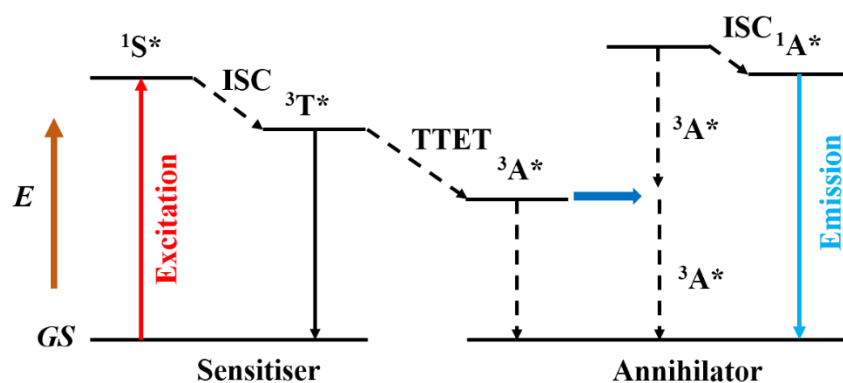 ¹S*
ISC
³T*
TTET
³A*
ISC
¹A*
³A*
³A*
E
Excitation
Emission
GS
Sensitiser
Annihilator